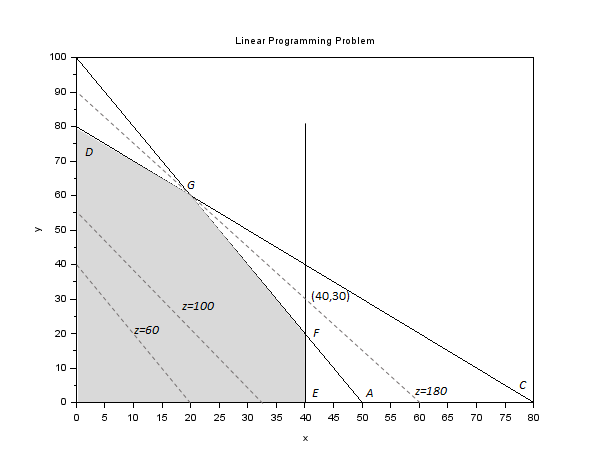 Linear Programming Problem
100
90
80
D
70
G
60
y
50
40
30
(40,30)
z=100
z=60
20
F
10
E
A
z=180
C
0
0 5 10 15 20 25 30 35 40 45 50 55 60 65 70 75 80
x